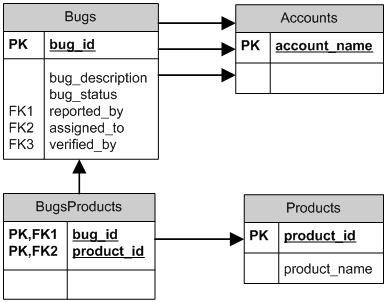 Bugs
PK bug_id
bug_description
bug_status
FK1 reported_by
FK2 assigned_to
FK3 verified_by
Accounts
PK account_name
BugsProducts
PK,FK1 bug_id
PK,FK2 product_id
Products
PK product_id
product_name